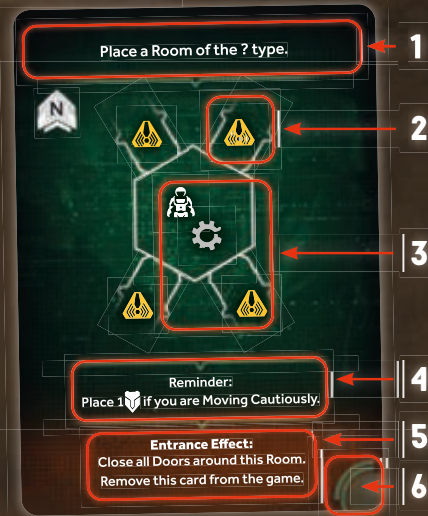 Place a Room of the ? type.
1
N
2
3
Reminder:
Place 1 if you are Moving Cautiously.
4
Entrance Effect:
Close all Doors around this Room.
Remove this card from the game.
5
6